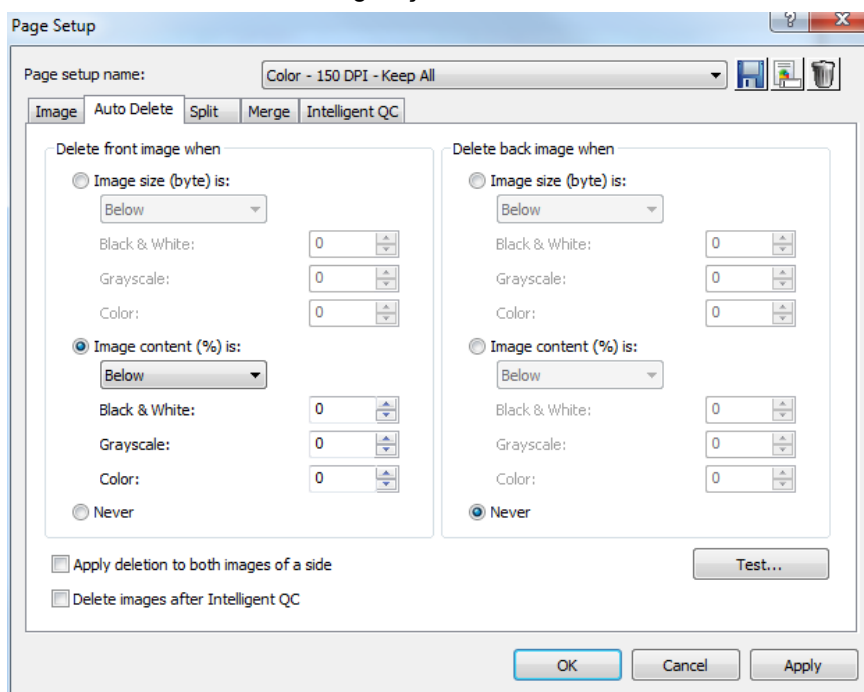 Page Setup
Page setup name: Color - 150 DPI - Keep All
Image Auto Delete Split Merge Intelligent QC
Delete front image when
Image size (byte) is:
Below
Black & White: 0
Grayscale: 0
Color: 0
Image content (%) is:
Below
Black & White: 0
Grayscale: 0
Color: 0
Never
Delete back image when
Image size (byte) is:
Below
Black & White: 0
Grayscale: 0
Color: 0
Image content (%) is:
Below
Black & White: 0
Grayscale: 0
Color: 0
Never
Apply deletion to both images of a side
Test...
Delete images after Intelligent QC
OK Cancel Apply